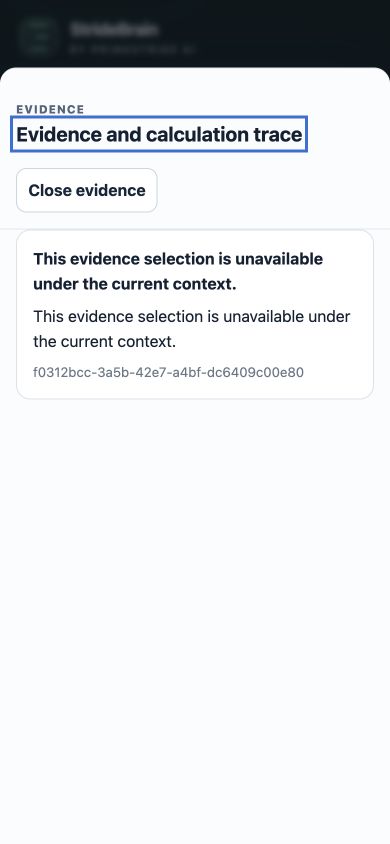 StrideBrain
EVIDENCE
Evidence and calculation trace
Close evidence
This evidence selection is unavailable
under the current context.
This evidence selection is unavailable under
the current context.
f0312bcc-3a5b-42e7-a4bf-dc6409c00e80